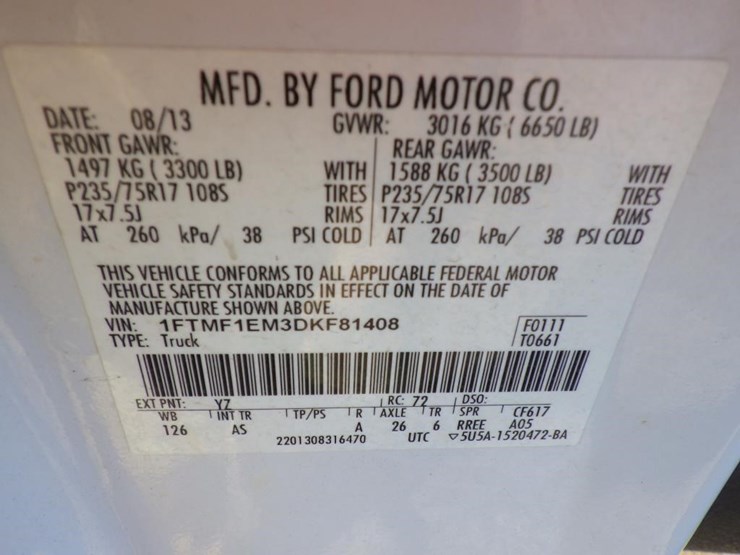 MFD. BY FORD MOTOR CO.
DATE: 08/13 GVWR: 3016 KG ( 6650 LB)
FRONT GAWR: REAR GAWR:
1497 KG ( 3300 LB) WITH 1588 KG ( 3500 LB) WITH
P235/75R17 108S TIRES P235/75R17 108S TIRES
17x7.5J RIMS 17x7.5J RIMS
AT 260 kPa/ 38 PSI COLD AT 260 kPa/ 38 PSI COLD
THIS VEHICLE CONFORMS TO ALL APPLICABLE FEDERAL MOTOR
VEHICLE SAFETY STANDARDS IN EFFECT ON THE DATE OF
MANUFACTURE SHOWN ABOVE.
VIN: 1FTMF1EM3DKF81408 F0111
TYPE: Truck T0661
EXT PNT: YZ RC: 72 DSO:
WB INT TR TP/PS R AXLE TR SPR CF617
126 AS A 26 6 RREE A05
2201308316470 UTC ▽5U5A-1520472-BA